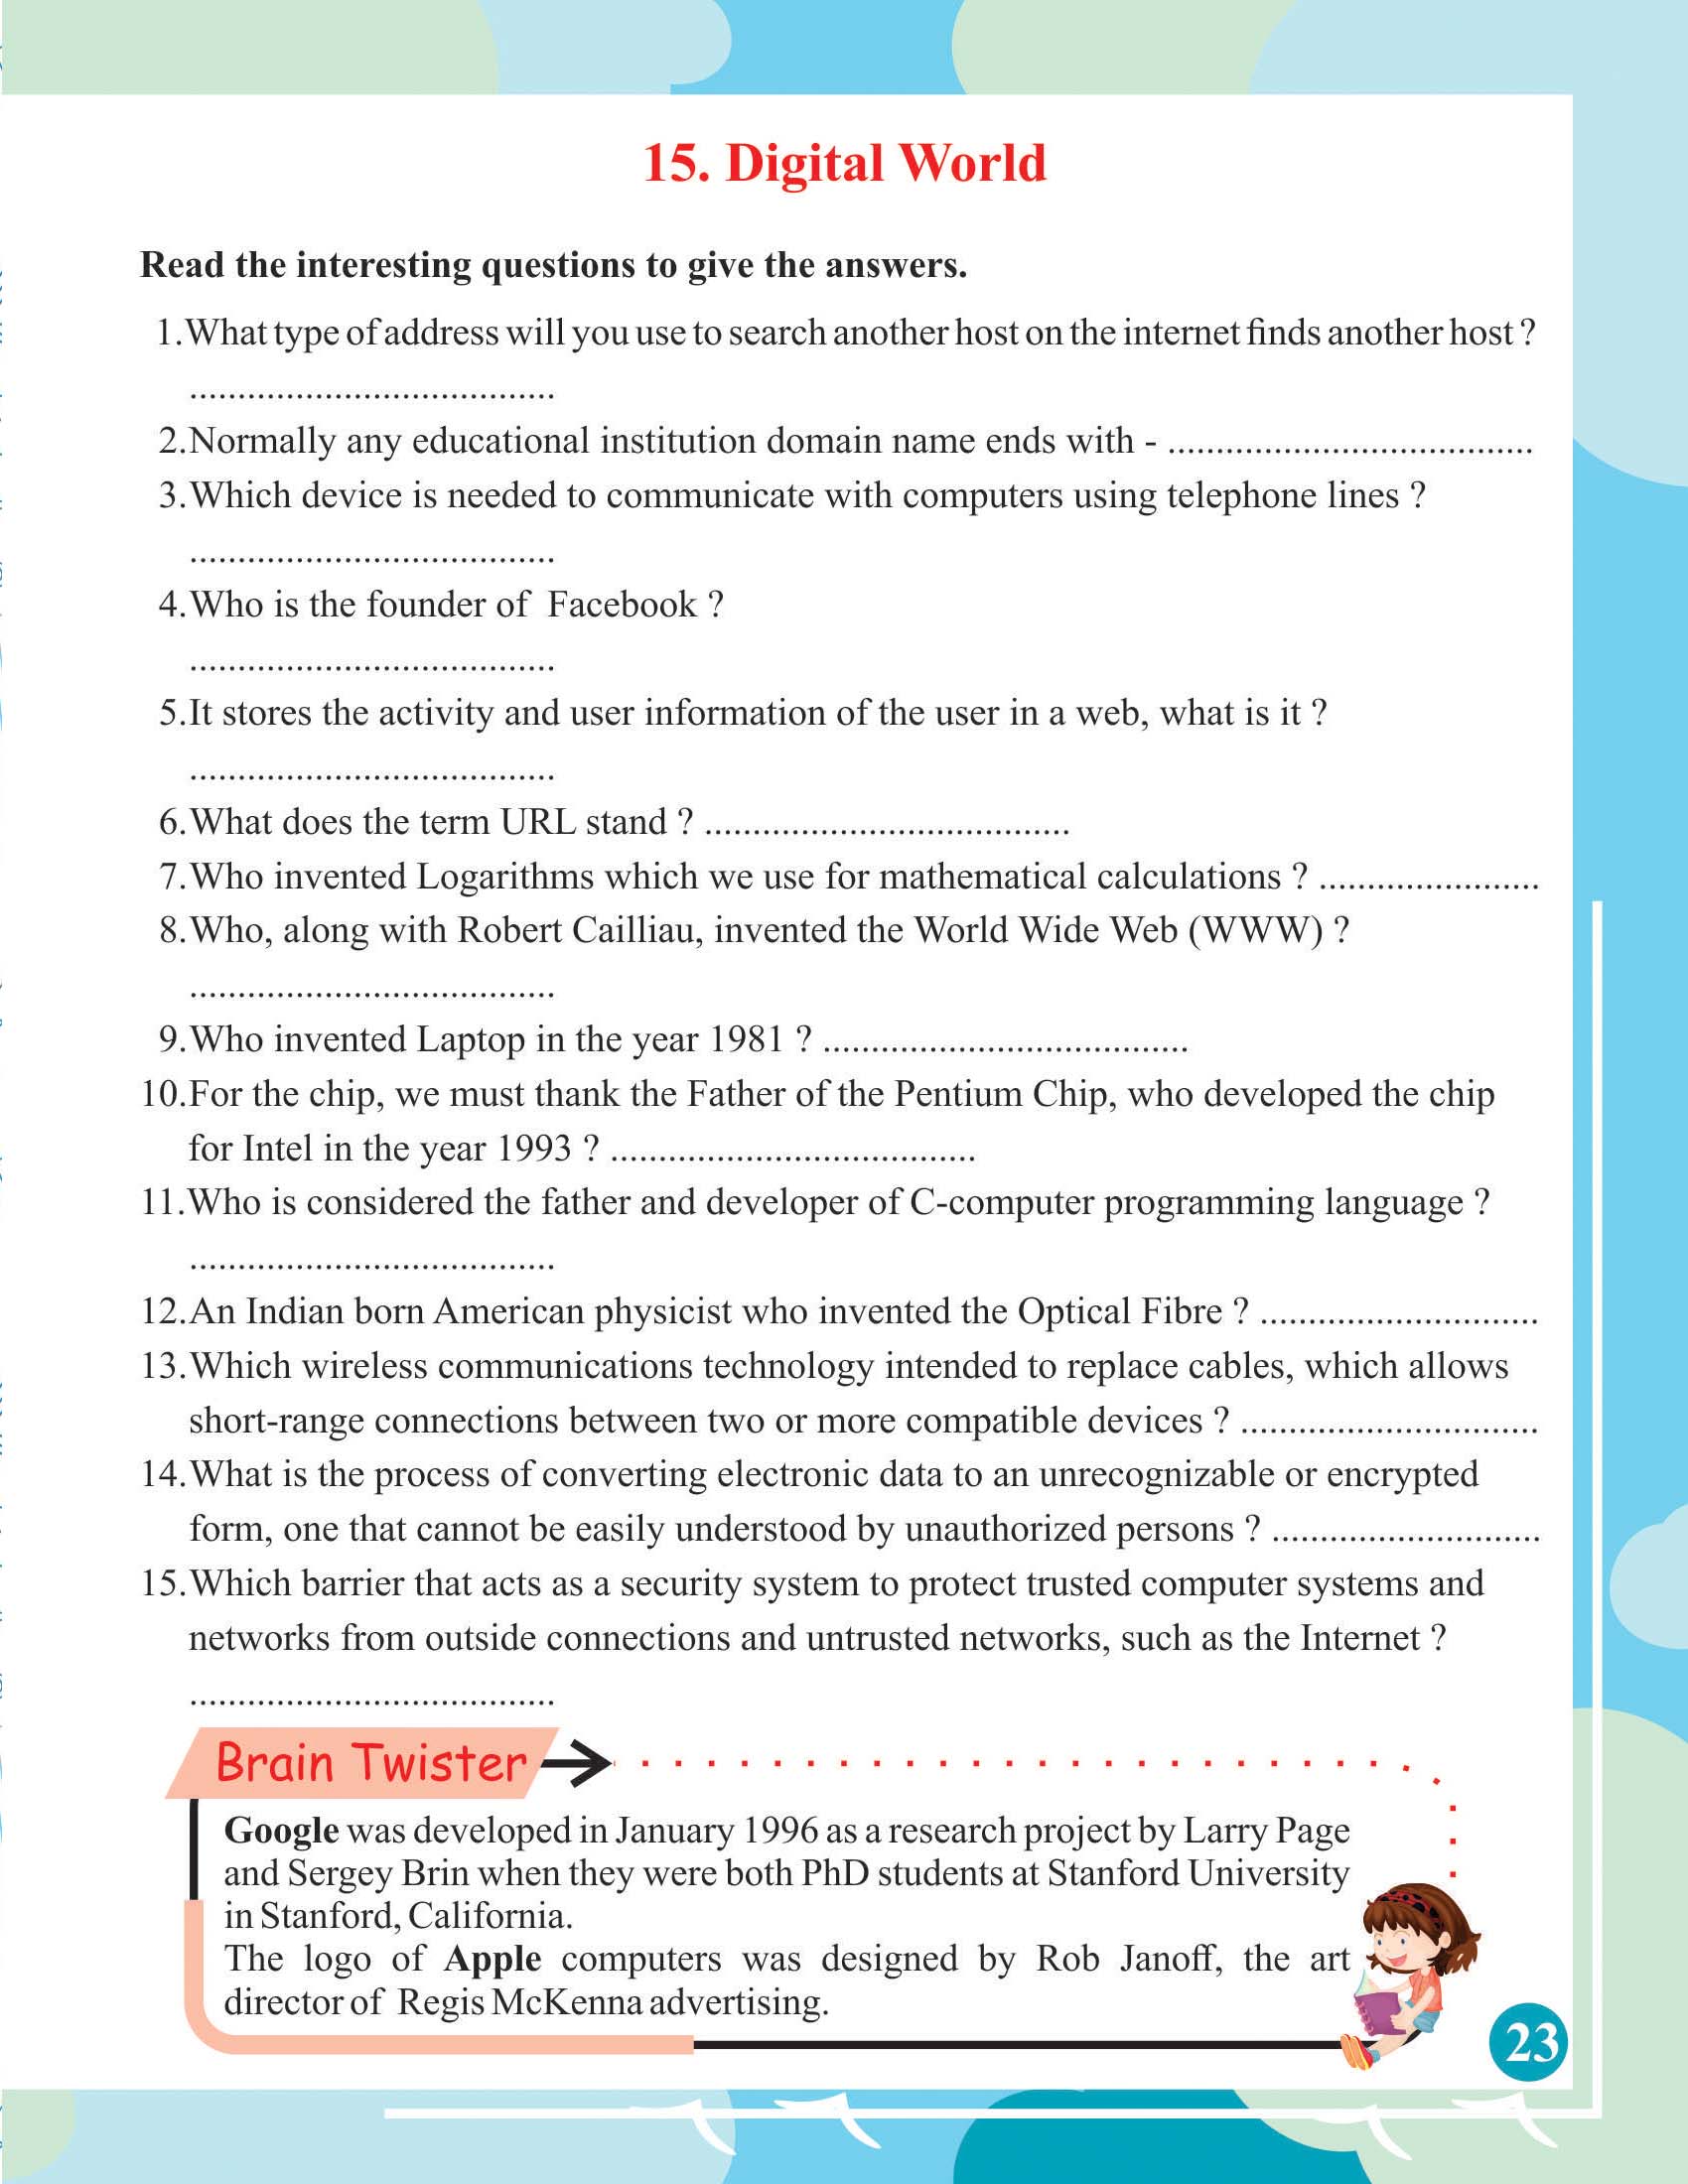 15. Digital World
Read the interesting questions to give the answers.
1.What type of address will you use to search another host on the internet finds another host ?
......................................
2.Normally any educational institution domain name ends with - ......................................
3.Which device is needed to communicate with computers using telephone lines ?
......................................
4.Who is the founder of Facebook ?
......................................
5.It stores the activity and user information of the user in a web, what is it ?
......................................
6.What does the term URL stand ? ......................................
7.Who invented Logarithms which we use for mathematical calculations ? .......................
8.Who, along with Robert Cailliau, invented the World Wide Web (WWW) ?
......................................
9.Who invented Laptop in the year 1981 ? ......................................
10.For the chip, we must thank the Father of the Pentium Chip, who developed the chip
for Intel in the year 1993 ? ......................................
11.Who is considered the father and developer of C-computer programming language ?
......................................
12.An Indian born American physicist who invented the Optical Fibre ? .............................
13.Which wireless communications technology intended to replace cables, which allows
short-range connections between two or more compatible devices ? ...............................
14.What is the process of converting electronic data to an unrecognizable or encrypted
form, one that cannot be easily understood by unauthorized persons ? ............................
15.Which barrier that acts as a security system to protect trusted computer systems and
networks from outside connections and untrusted networks, such as the Internet ?
......................................
Brain Twister
Google was developed in January 1996 as a research project by Larry Page
and Sergey Brin when they were both PhD students at Stanford University
in Stanford, California.
The logo of Apple computers was designed by Rob Janoff, the art
director of Regis McKenna advertising.
23